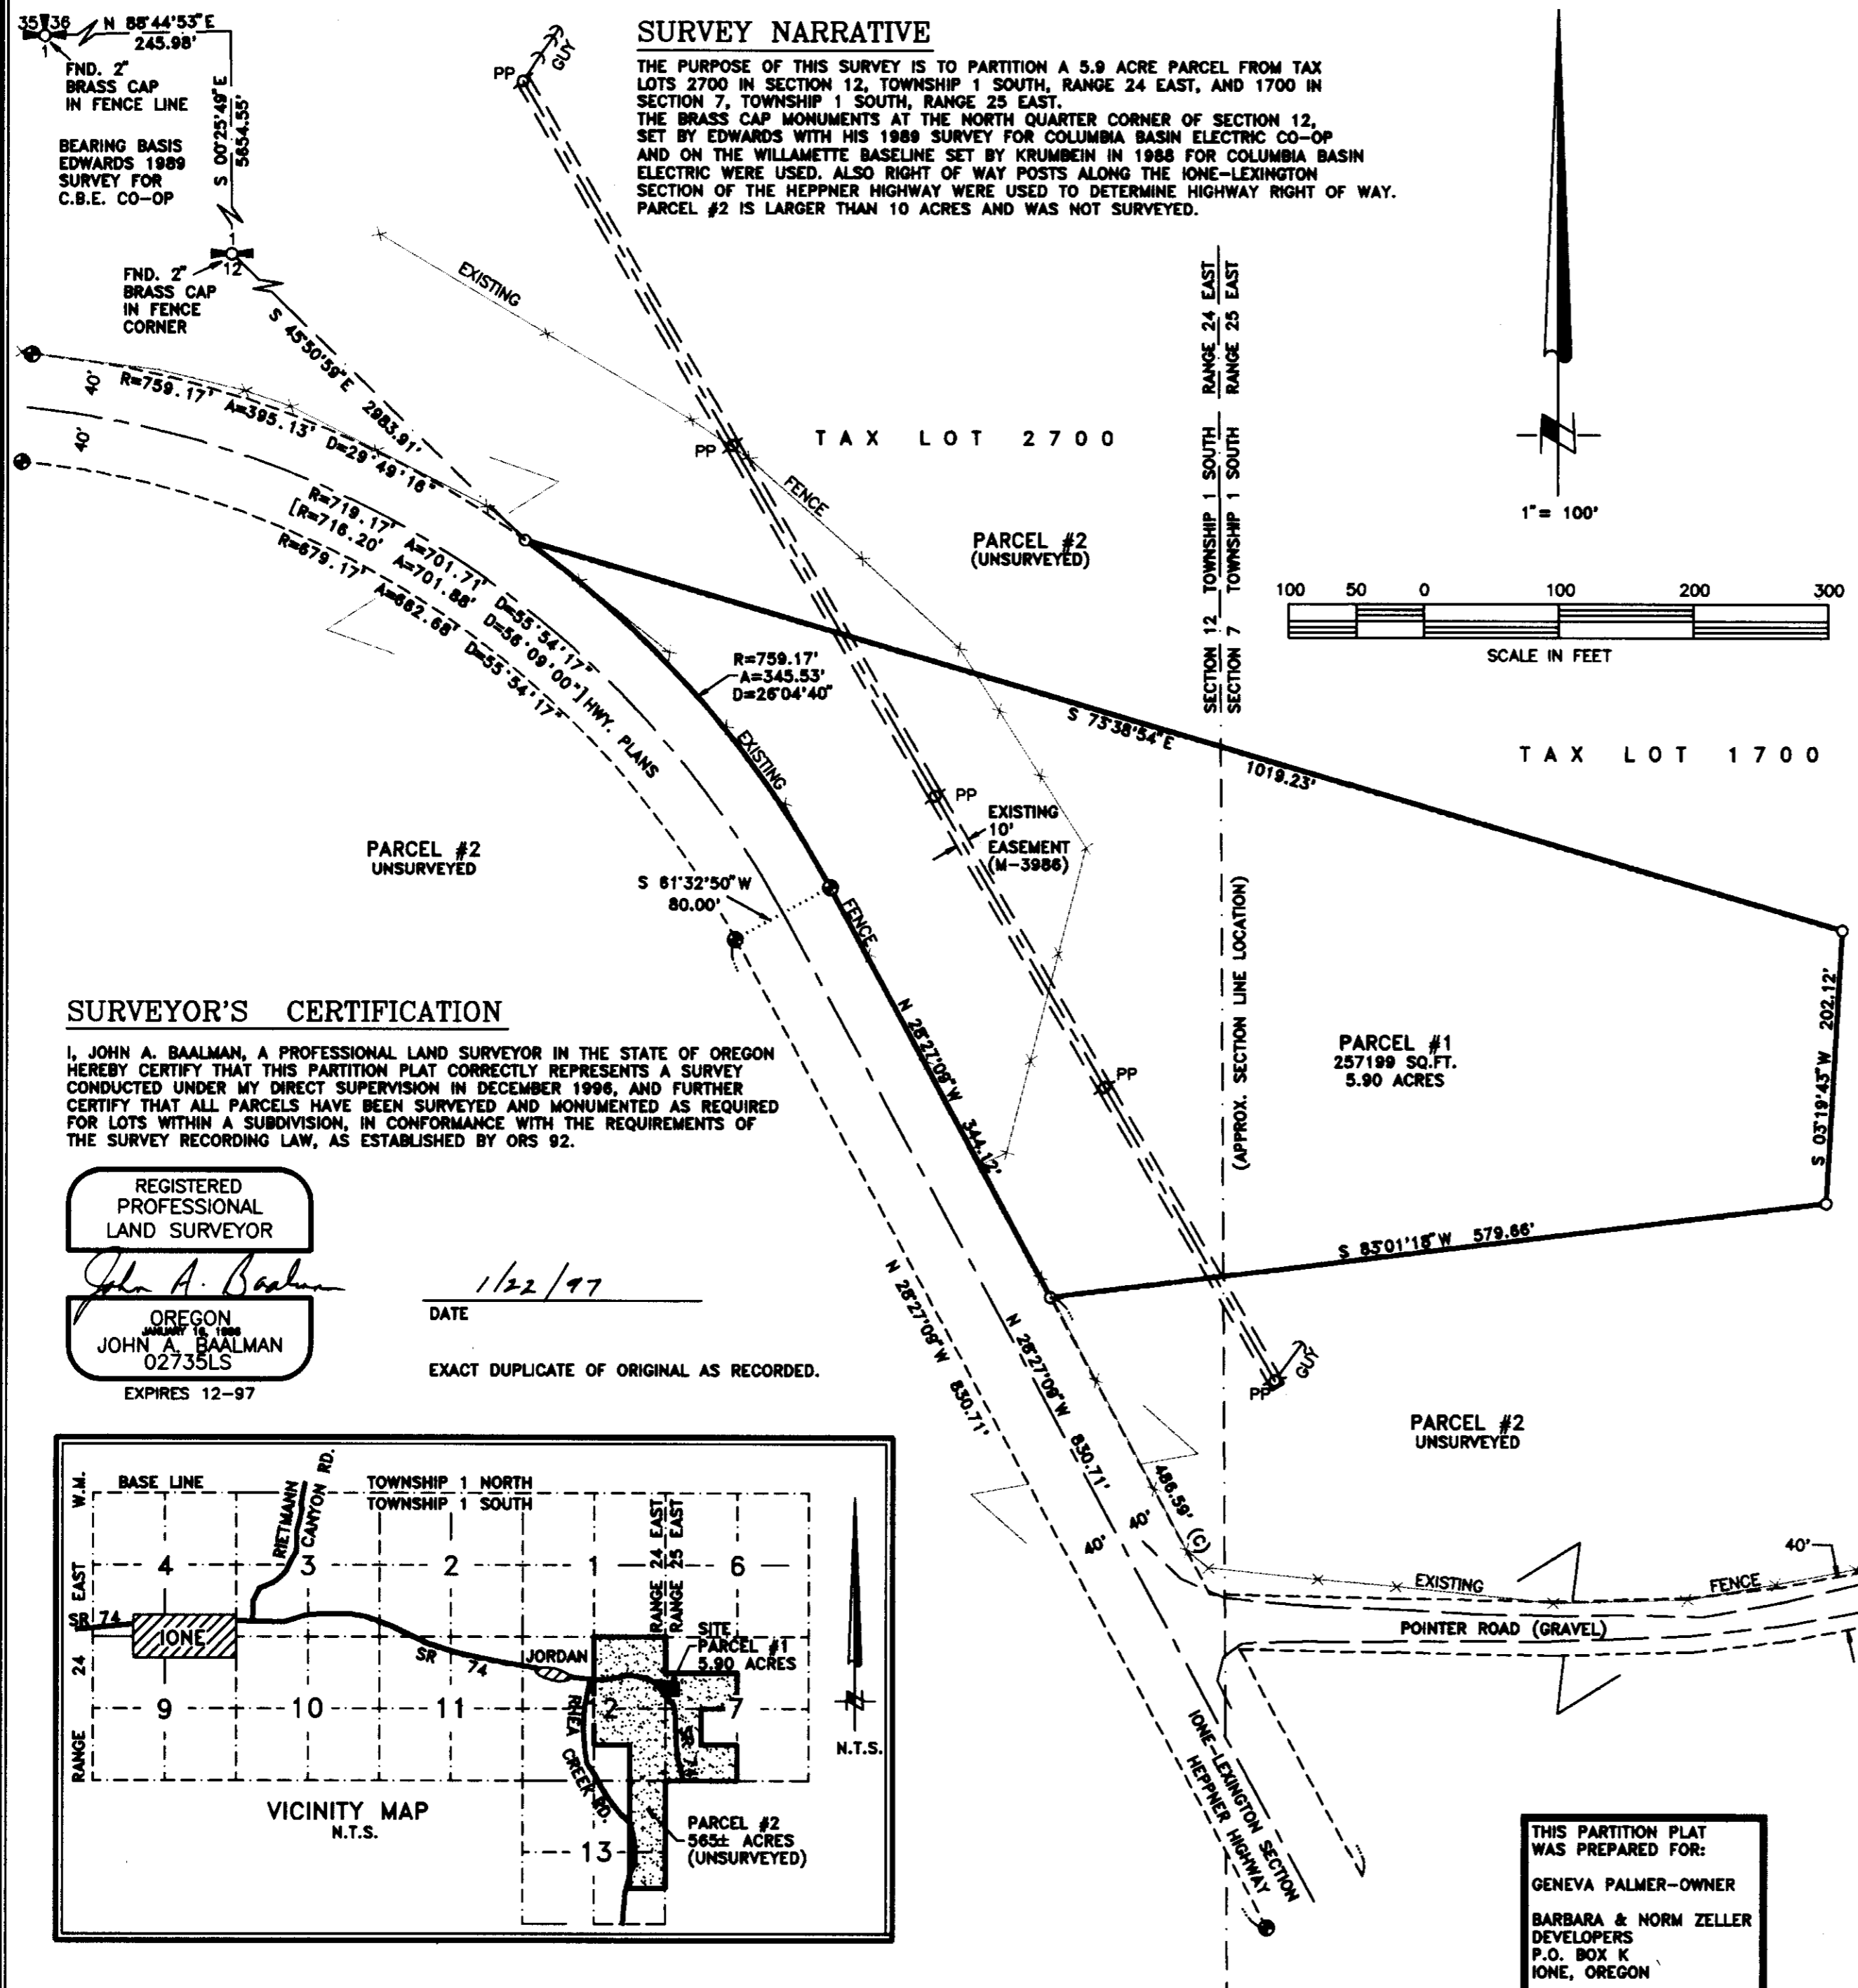 35 36
1
N 88°44'53"E
245.98'
FND. 2"
BRASS CAP
IN FENCE LINE
BEARING BASIS
EDWARDS 1989
SURVEY FOR
C.B.E. CO-OP
S 00°25'49"E
5654.55'
1
12
FND. 2"
BRASS CAP
IN FENCE
CORNER
S 45°50'59"E 2983.91'
SURVEY NARRATIVE
THE PURPOSE OF THIS SURVEY IS TO PARTITION A 5.9 ACRE PARCEL FROM TAX
LOTS 2700 IN SECTION 12, TOWNSHIP 1 SOUTH, RANGE 24 EAST, AND 1700 IN
SECTION 7, TOWNSHIP 1 SOUTH, RANGE 25 EAST.
THE BRASS CAP MONUMENTS AT THE NORTH QUARTER CORNER OF SECTION 12,
SET BY EDWARDS WITH HIS 1989 SURVEY FOR COLUMBIA BASIN ELECTRIC CO-OP
AND ON THE WILLAMETTE BASELINE SET BY KRUMBEIN IN 1988 FOR COLUMBIA BASIN
ELECTRIC WERE USED. ALSO RIGHT OF WAY POSTS ALONG THE IONE-LEXINGTON
SECTION OF THE HEPPNER HIGHWAY WERE USED TO DETERMINE HIGHWAY RIGHT OF WAY.
PARCEL #2 IS LARGER THAN 10 ACRES AND WAS NOT SURVEYED.
PP
GUY
EXISTING
PP
FENCE
TAX LOT 2700
PARCEL #2
(UNSURVEYED)
SECTION 12 TOWNSHIP 1 SOUTH RANGE 24 EAST
SECTION 7 TOWNSHIP 1 SOUTH RANGE 25 EAST
1"= 100'
100 50 0 100 200 300
SCALE IN FEET
40'
40'
R=759.17' A=395.13' D=29°49'16"
R=719.17' A=701.71' D=55°54'17"
[R=716.20' A=701.88' D=56°09'00"] HWY. PLANS
R=679.17' A=662.68' D=55°54'17"
R=759.17'
A=345.53'
D=26°04'40"
EXISTING
FENCE
S 73°38'54"E
1019.23'
TAX LOT 1700
PP
EXISTING
10'
EASEMENT
(M-3986)
PARCEL #2
UNSURVEYED
S 61°32'50"W
80.00'
(APPROX. SECTION LINE LOCATION)
N 28°27'09"W 344.12'
PP
PARCEL #1
257199 SQ.FT.
5.90 ACRES
S 03°19'43"W 202.12'
S 83°01'18"W 579.66'
SURVEYOR'S CERTIFICATION
I, JOHN A. BAALMAN, A PROFESSIONAL LAND SURVEYOR IN THE STATE OF OREGON
HEREBY CERTIFY THAT THIS PARTITION PLAT CORRECTLY REPRESENTS A SURVEY
CONDUCTED UNDER MY DIRECT SUPERVISION IN DECEMBER 1996, AND FURTHER
CERTIFY THAT ALL PARCELS HAVE BEEN SURVEYED AND MONUMENTED AS REQUIRED
FOR LOTS WITHIN A SUBDIVISION, IN CONFORMANCE WITH THE REQUIREMENTS OF
THE SURVEY RECORDING LAW, AS ESTABLISHED BY ORS 92.
REGISTERED
PROFESSIONAL
LAND SURVEYOR
John A. Baalman
OREGON
JANUARY 16, 1986
JOHN A. BAALMAN
02735LS
EXPIRES 12-97
1/22/97
DATE
EXACT DUPLICATE OF ORIGINAL AS RECORDED.
N 28°27'09"W 830.71'
N 28°27'09"W 830.71'
486.59' (C)
40'
40'
PP
GUY
PARCEL #2
UNSURVEYED
EXISTING
FENCE
40'
POINTER ROAD (GRAVEL)
IONE-LEXINGTON SECTION
HEPPNER HIGHWAY
RANGE 24 EAST W.M.
BASE LINE
TOWNSHIP 1 NORTH
TOWNSHIP 1 SOUTH
RIETMANN
CANYON RD.
RANGE 24 EAST
RANGE 25 EAST
4
3
2
1
6
SR 74
IONE
SR 74
JORDAN
SITE
PARCEL #1
5.90 ACRES
9
10
11
2
7
RHEA CREEK RD.
SR 74
13
PARCEL #2
565± ACRES
(UNSURVEYED)
N.T.S.
VICINITY MAP
N.T.S.
THIS PARTITION PLAT
WAS PREPARED FOR:
GENEVA PALMER-OWNER
BARBARA & NORM ZELLER
DEVELOPERS
P.O. BOX K
IONE, OREGON